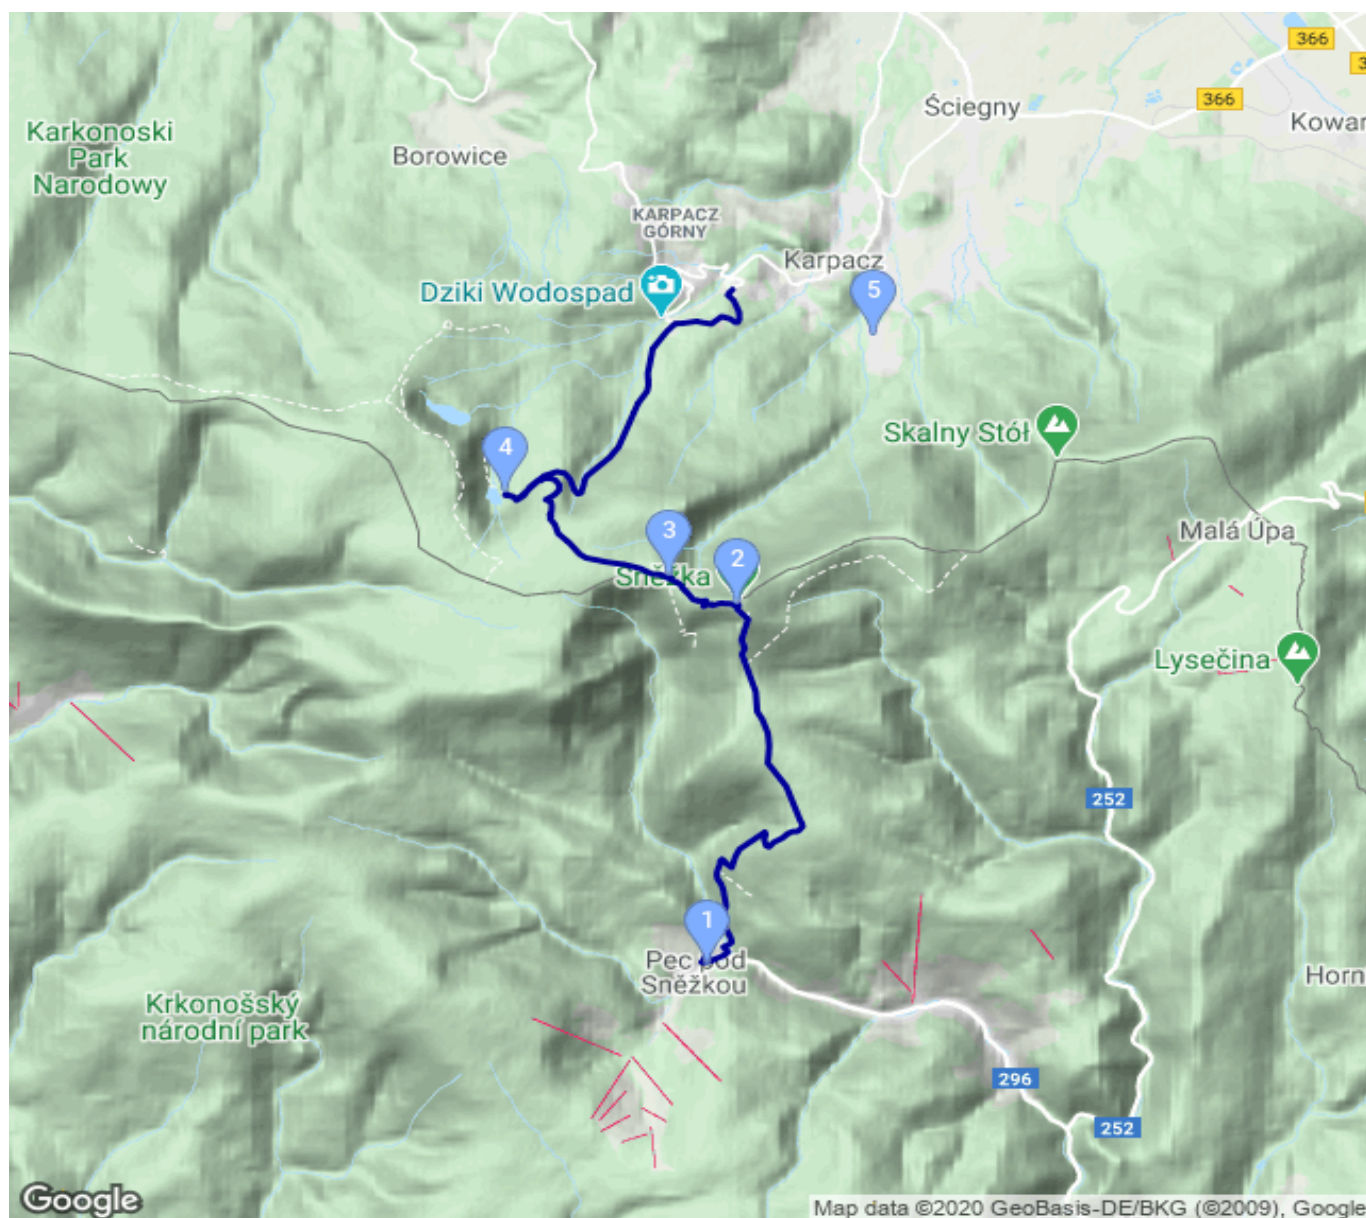 366
3
366
Ściegny
Kowar
Karkonoski
Park
Narodowy
Borowice
KARPACZ
GÓRNY
Karpacz
Dziki Wodospad
5
Skalny Stół
4
Malá Úpa
3
2
Sněžka
Lysečina
252
1
Pec pod
Sněžkou
Horn
Krkonošský
národní park
296
252
Google
Map data ©2020 GeoBasis-DE/BKG (©2009), Google